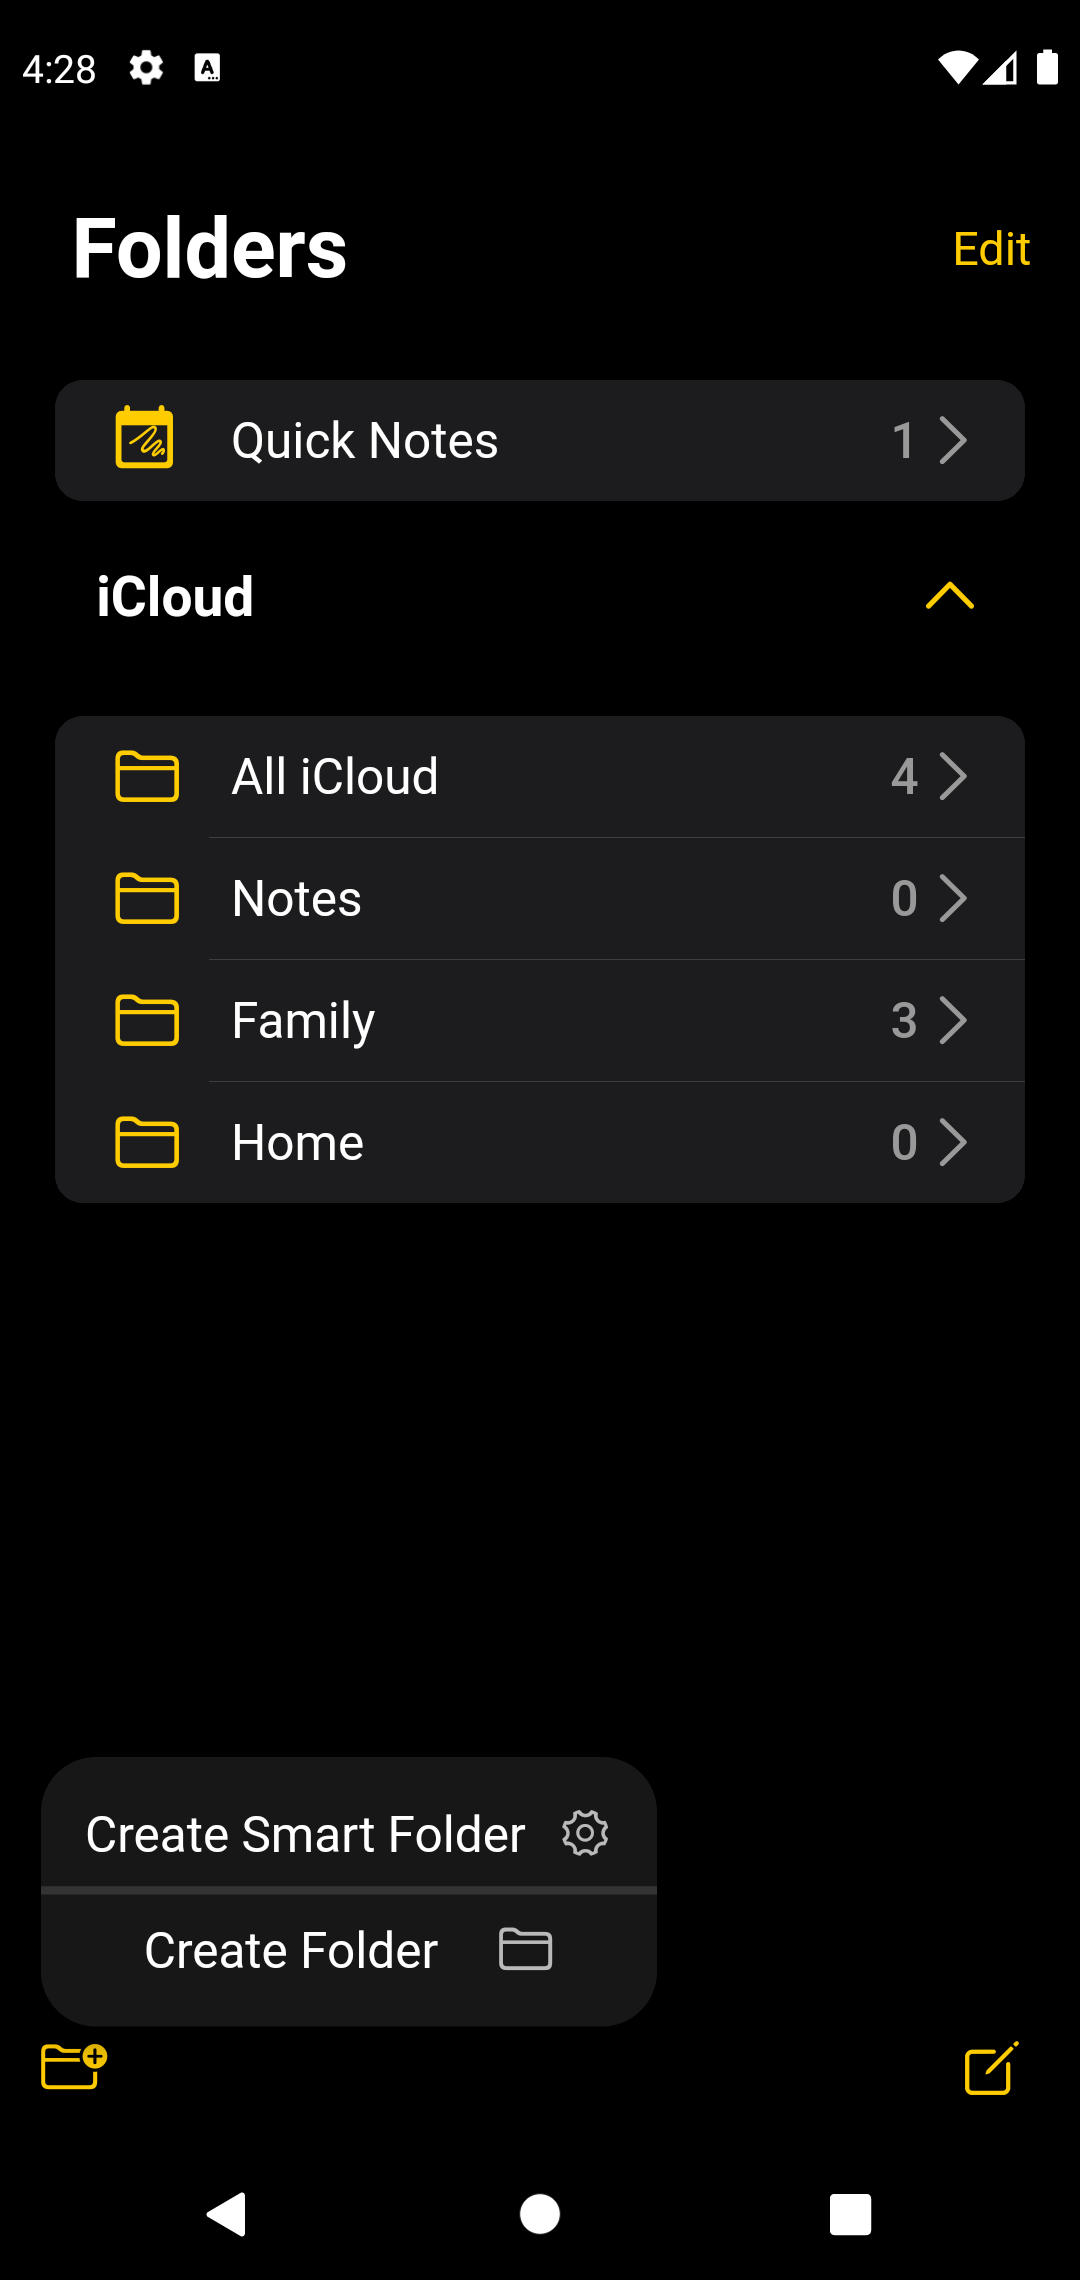 4:28
Folders
Edit
Quick Notes 1
iCloud
All iCloud 4
Notes 0
Family 3
Home 0
Create Smart Folder
Create Folder